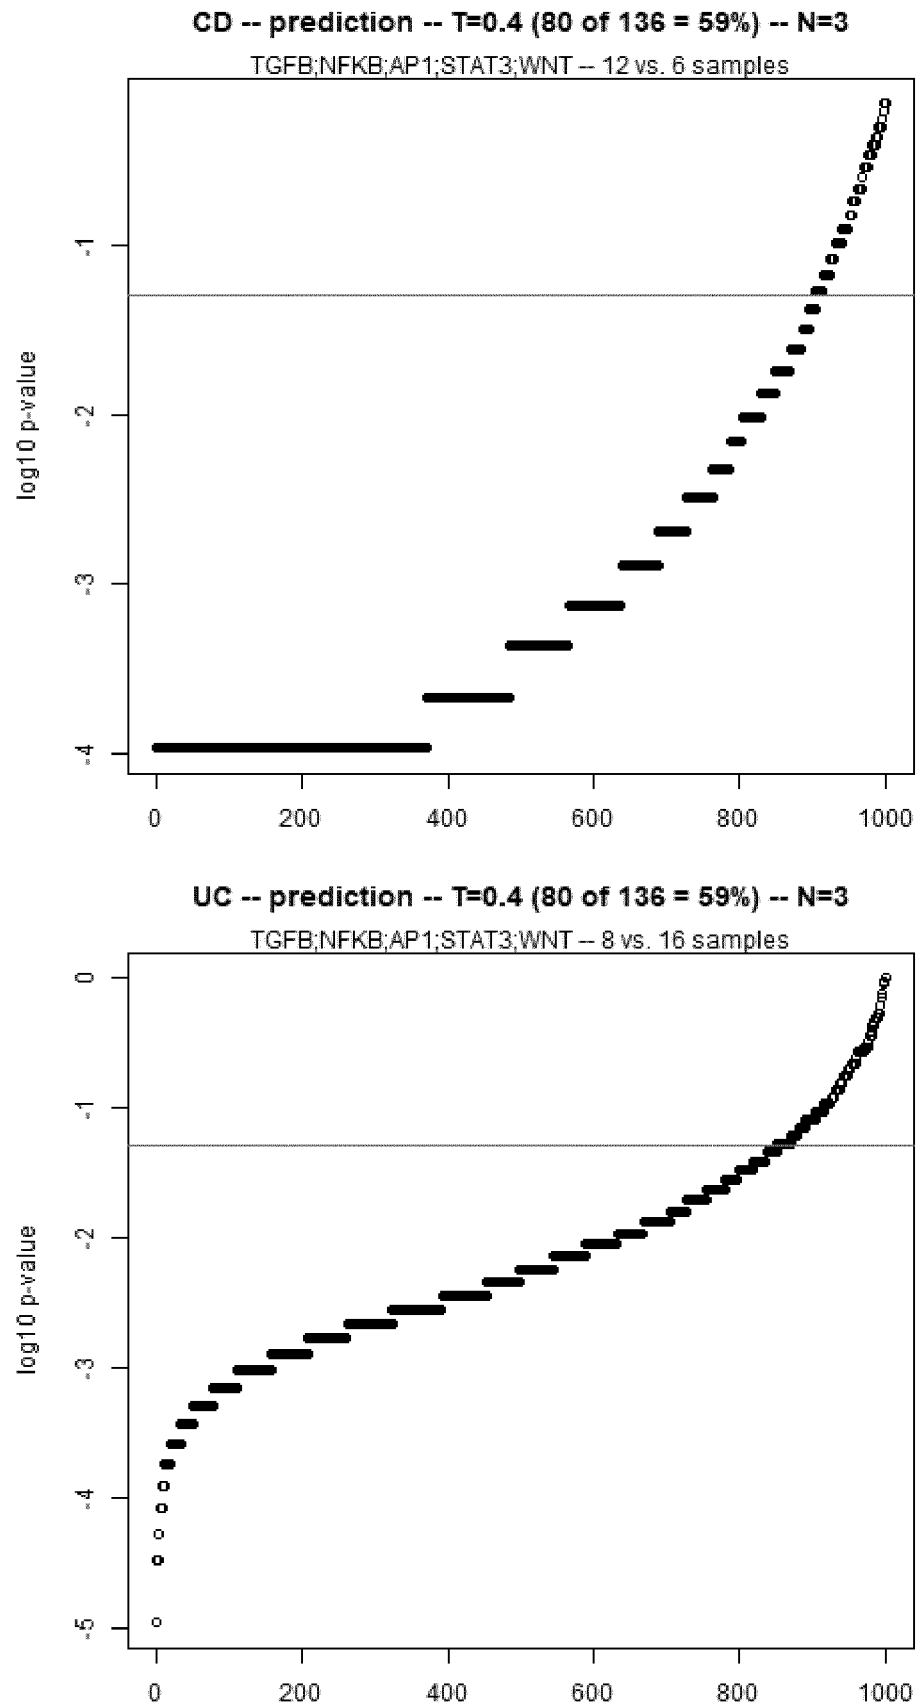 CD -- prediction -- T=0.4 (80 of 136 = 59%) -- N=3
TGFB;NFKB;AP1;STAT3;WNT -- 12 vs. 6 samples
-1
-2
-3
-4
log10 p-value
0 200 400 600 800 1000
UC -- prediction -- T=0.4 (80 of 136 = 59%) -- N=3
TGFB;NFKB;AP1;STAT3;WNT -- 8 vs. 16 samples
0
-1
-2
-3
-4
-5
log10 p-value
0 200 400 600 800 1000